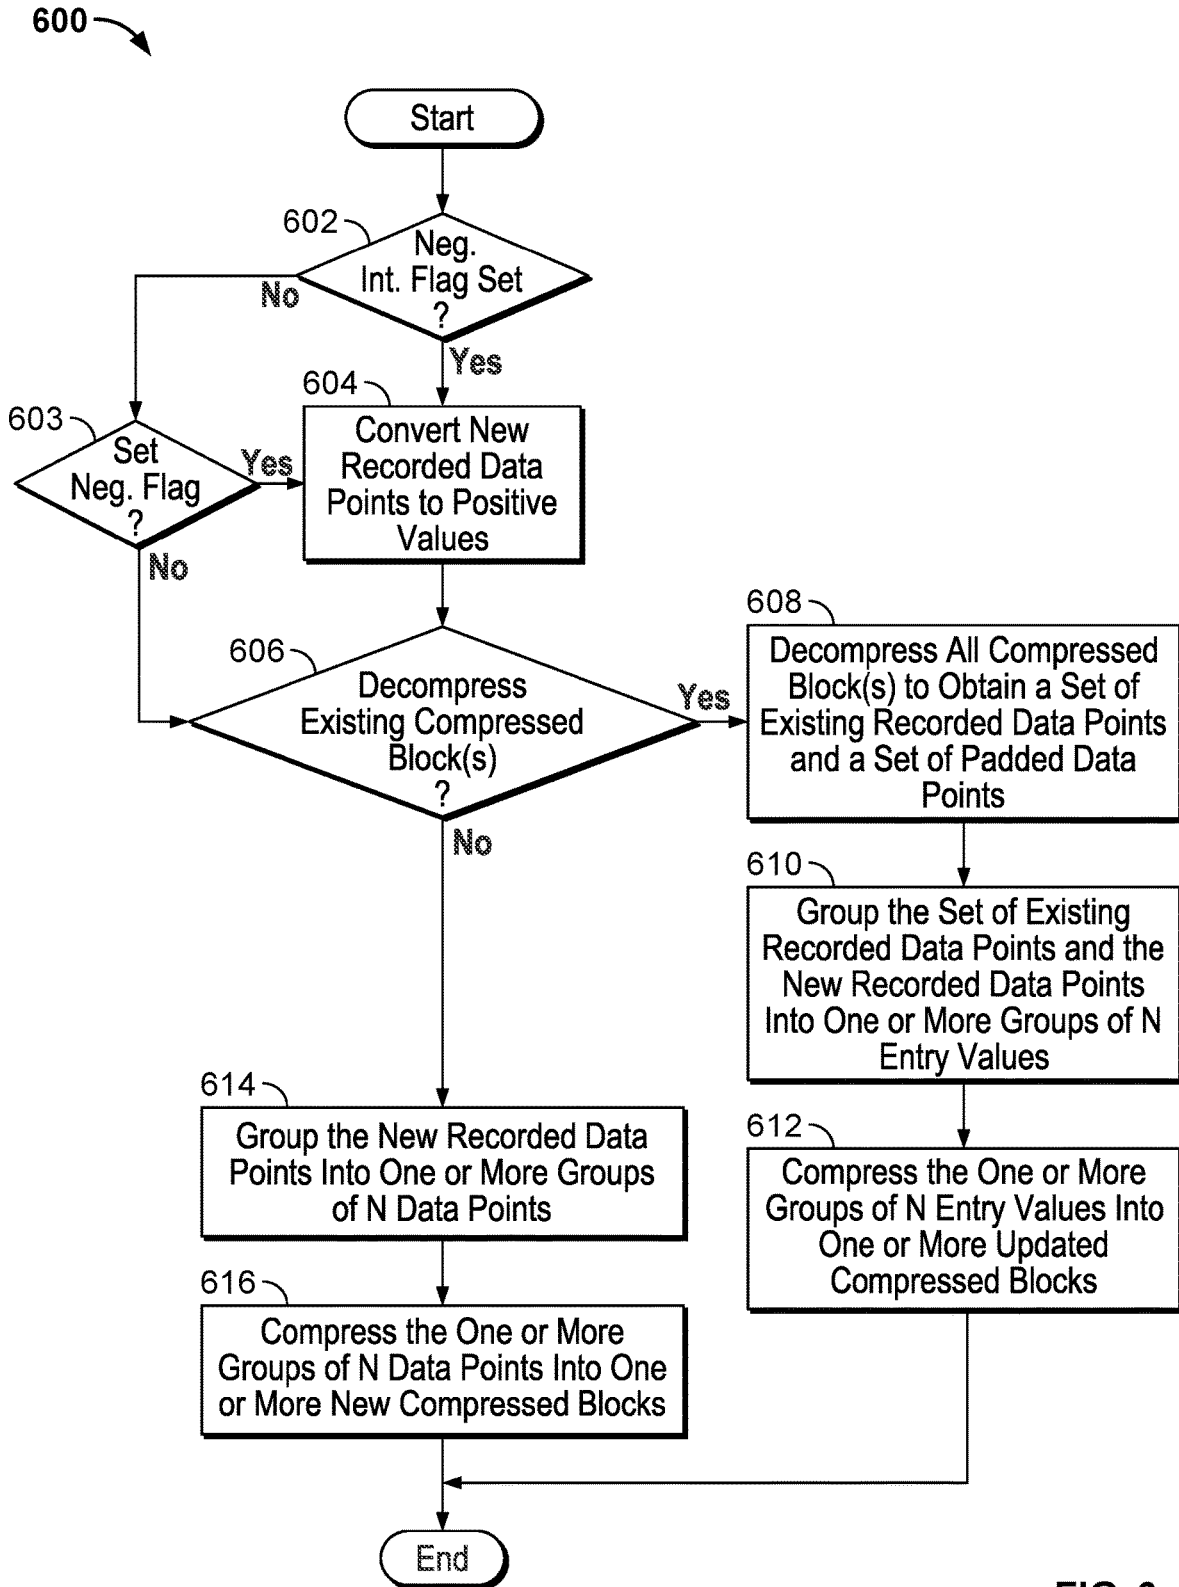 600
Start
602
Neg.
Int. Flag Set
?
No
Yes
603
Set
Neg. Flag
?
Yes
No
604
Convert New
Recorded Data
Points to Positive
Values
606
Decompress
Existing Compressed
Block(s)
?
Yes
No
608
Decompress All Compressed
Block(s) to Obtain a Set of
Existing Recorded Data Points
and a Set of Padded Data
Points
610
Group the Set of Existing
Recorded Data Points and the
New Recorded Data Points
Into One or More Groups of N
Entry Values
612
Compress the One or More
Groups of N Entry Values Into
One or More Updated
Compressed Blocks
614
Group the New Recorded Data
Points Into One or More Groups
of N Data Points
616
Compress the One or More
Groups of N Data Points Into One
or More New Compressed Blocks
End